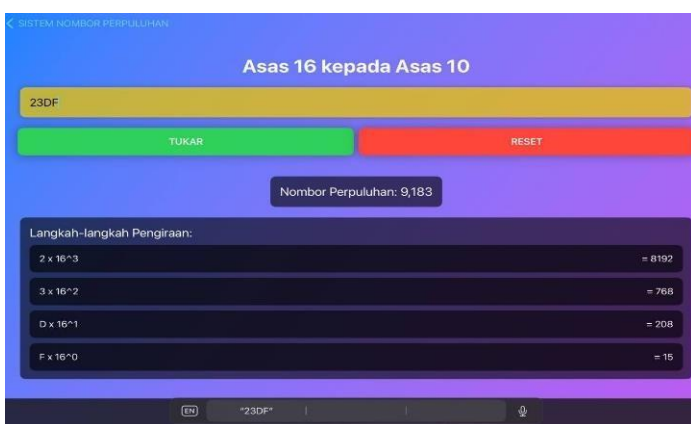 SISTEM NOMBOR PERPULUHAN
Asas 16 kepada Asas 10
23DF
TUKAR RESET
Nombor Perpuluhan: 9,183
Langkah-langkah Pengiraan:
2 x 16^3 = 8192
3 x 16^2 = 768
D x 16^1 = 208
F x 16^0 = 15
EN "23DF"